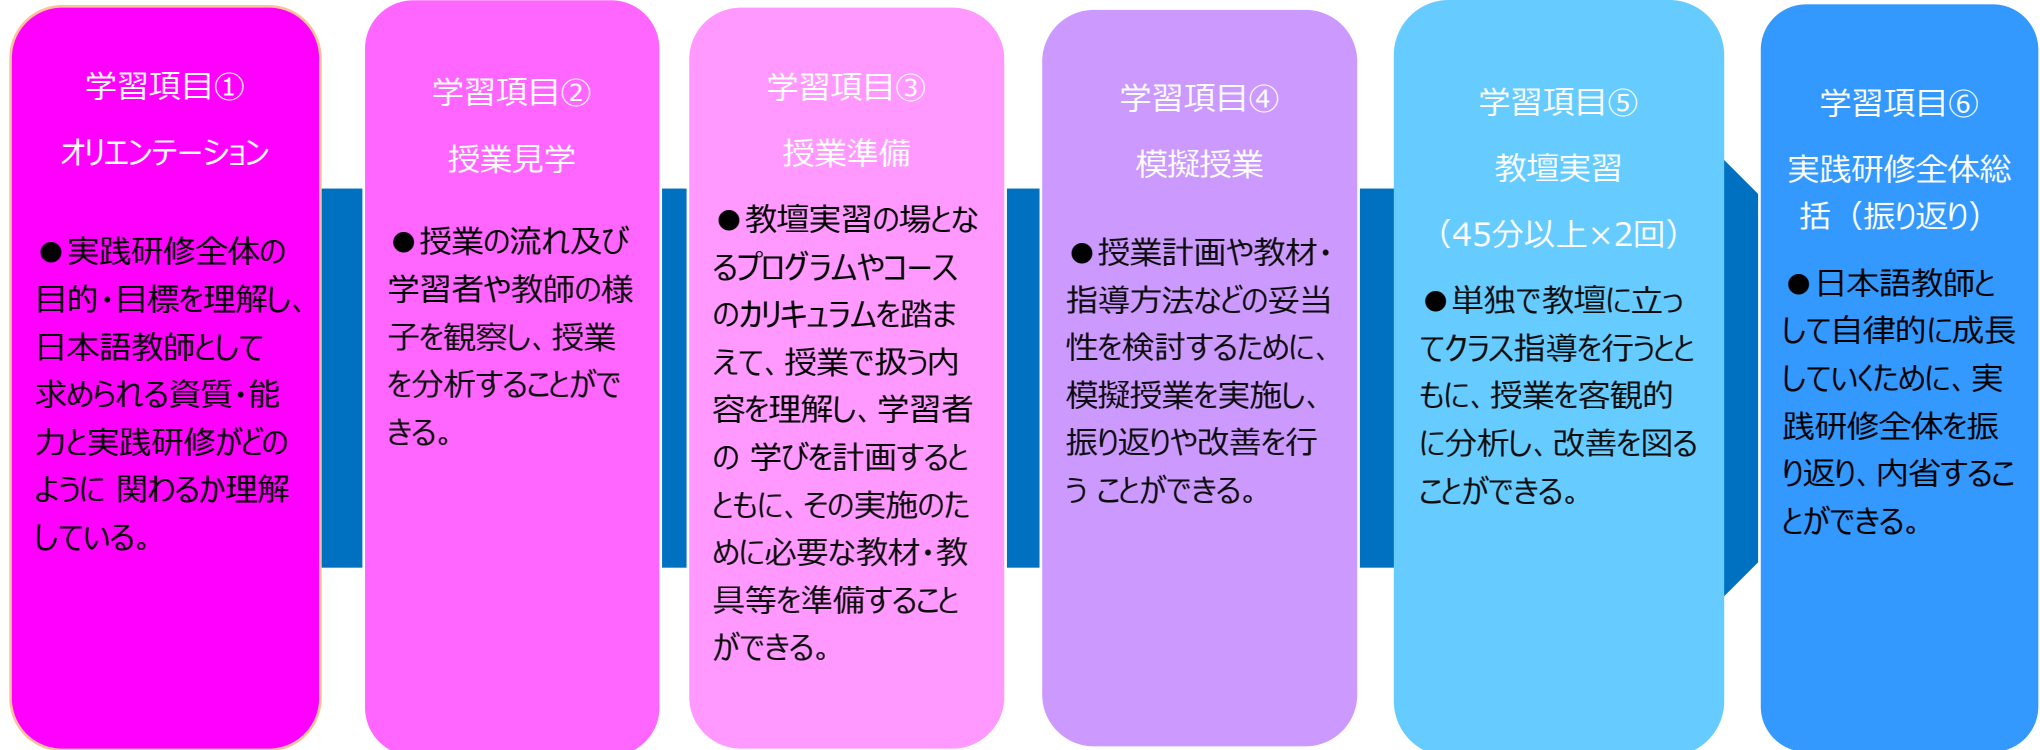 学習項目①
オリエンテーション
●実践研修全体の
目的・目標を理解し、
日本語教師として
求められる資質・能
力と実践研修がどの
ように 関わるか理解
している。
学習項目②
授業見学
●授業の流れ及び
学習者や教師の様
子を観察し、授業
を分析することがで
きる。
学習項目③
授業準備
●教壇実習の場とな
るプログラムやコース
のカリキュラムを踏ま
えて、授業で扱う内
容を理解し、学習者
の 学びを計画すると
ともに、その実施のた
めに必要な教材・教
具等を準備すること
ができる。
学習項目④
模擬授業
●授業計画や教材・
指導方法などの妥当
性を検討するために、
模擬授業を実施し、
振り返りや改善を行
う ことができる。
学習項目⑤
教壇実習
（45分以上×2回）
●単独で教壇に立っ
てクラス指導を行うとと
もに、授業を客観的
に分析し、改善を図る
ことができる。
学習項目⑥
実践研修全体総
括（振り返り）
●日本語教師と
して自律的に成長
していくために、実
践研修全体を振
り返り、内省するこ
とができる。